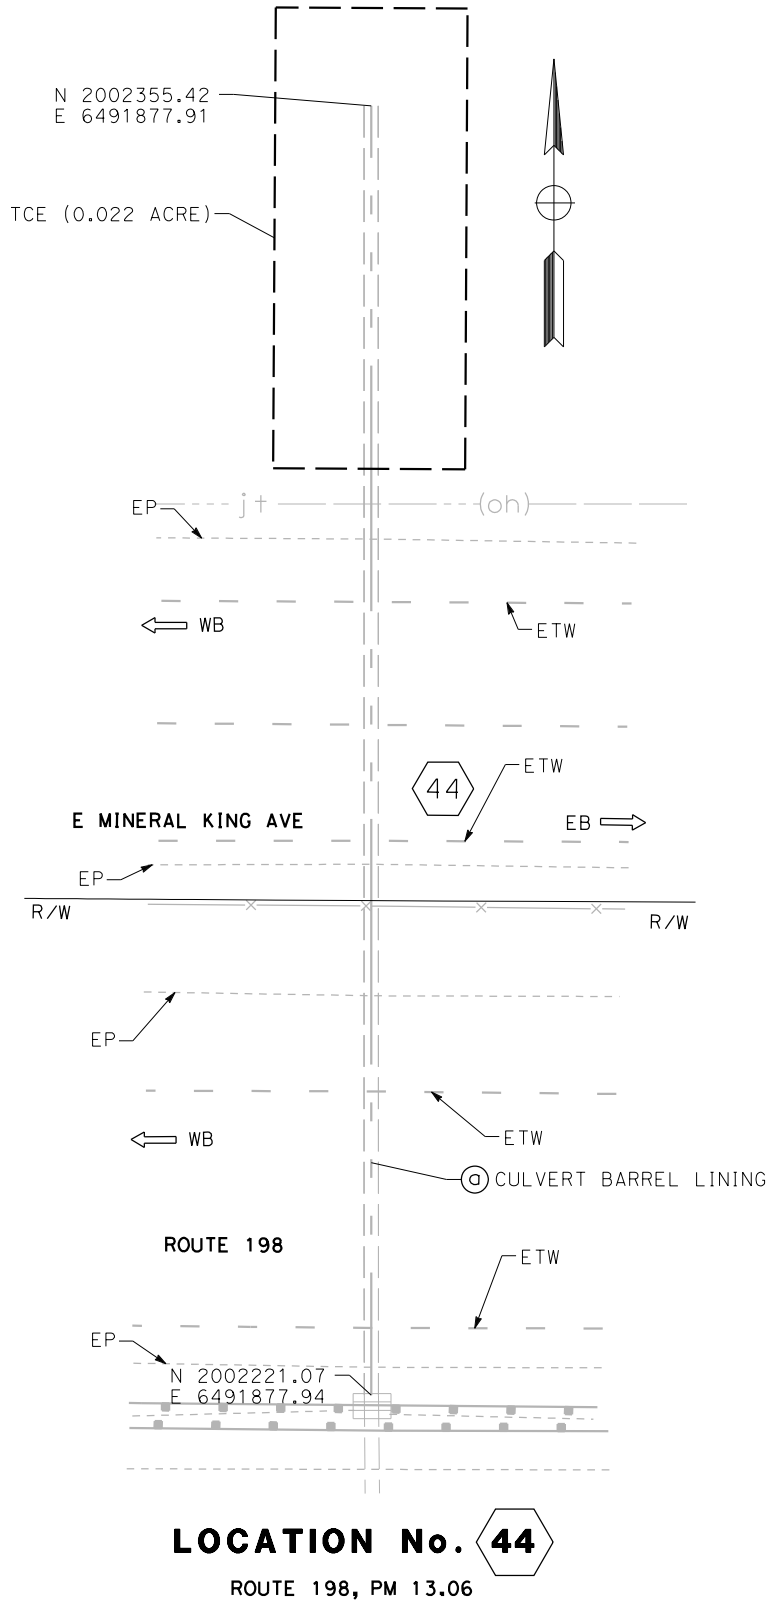 N 2002355.42
E 6491877.91
TCE (0.022 ACRE)
jt (oh)
EP
WB
ETW
ETW
44
E MINERAL KING AVE
EB
EP
R/W
R/W
EP
WB
ETW
a CULVERT BARREL LINING
ROUTE 198
ETW
EP
N 2002221.07
E 6491877.94
LOCATION No. 44
ROUTE 198, PM 13.06